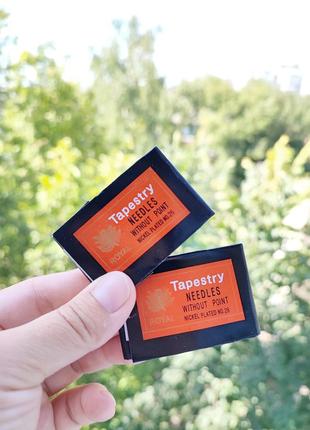 Tapestry
NEEDLES
WITHOUT POINT
NICKEL PLATED NO.26
ROYAL
Tapestry
NEEDLES
WITHOUT POINT
NICKEL PLATED NO.26
ROYAL